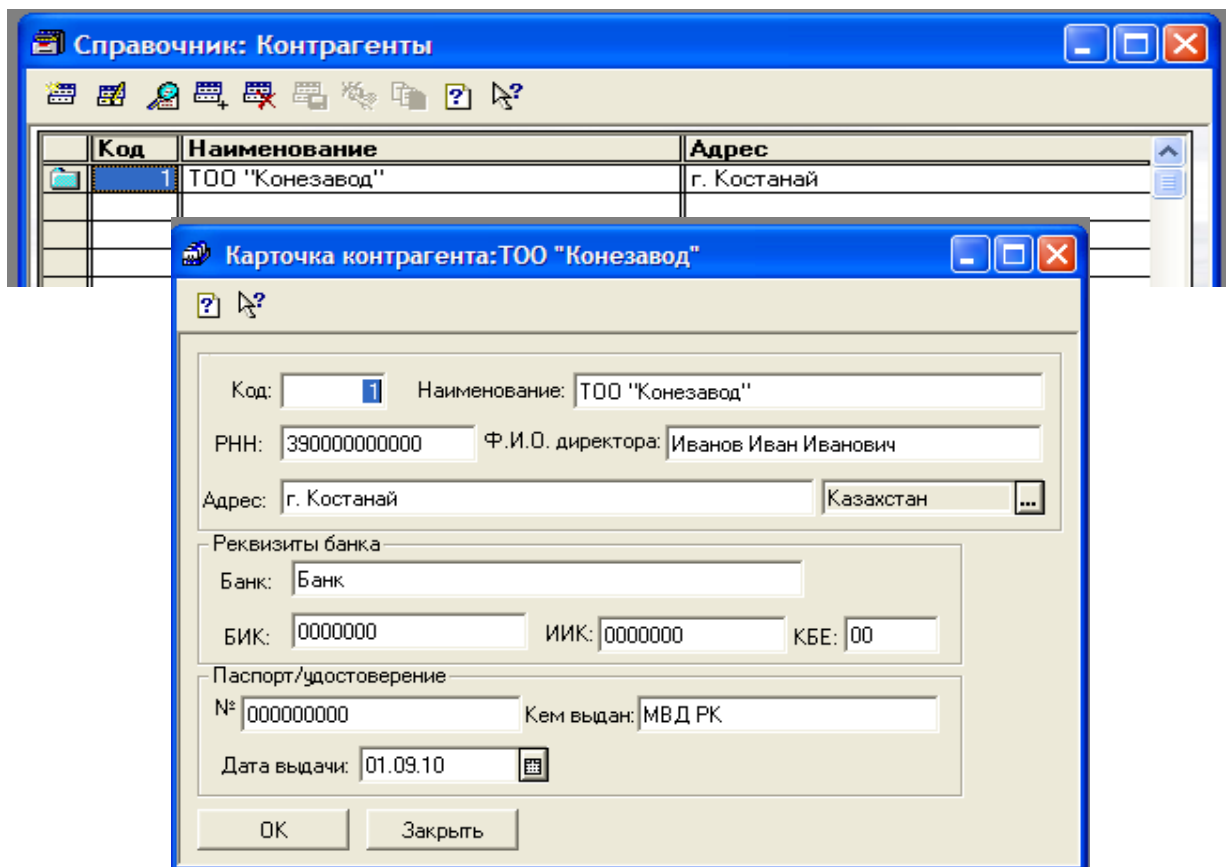 Справочник: Контрагенты
Код Наименование Адрес
1 ТОО "Конезавод" г. Костанай
Карточка контрагента:ТОО "Конезавод"
Код: 1 Наименование: ТОО "Конезавод"
РНН: 390000000000 Ф.И.О. директора: Иванов Иван Иванович
Адрес: г. Костанай Казахстан ...
Реквизиты банка
Банк: Банк
БИК: 0000000 ИИК: 0000000 КБЕ: 00
Паспорт/удостоверение
№ 000000000 Кем выдан: МВД РК
Дата выдачи: 01.09.10
OK Закрыть